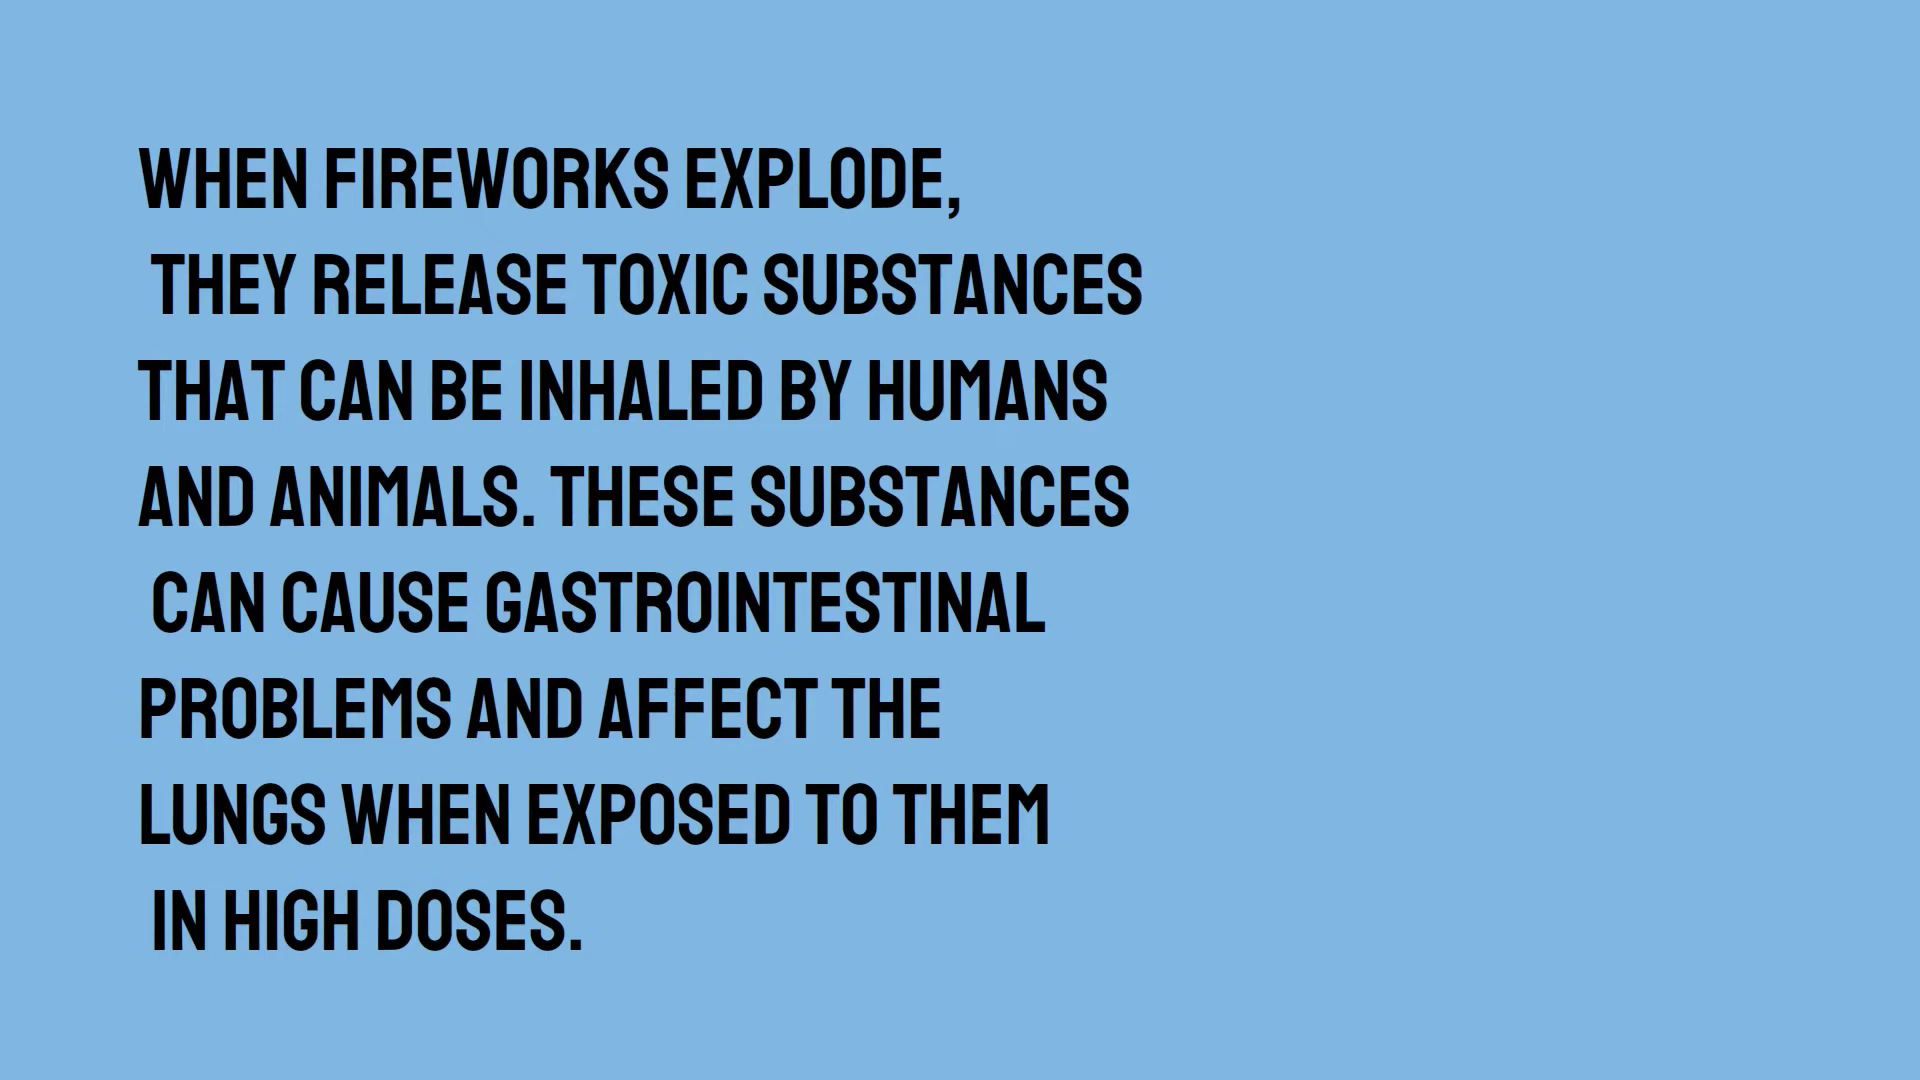 WHEN FIREWORKS EXPLODE,
THEY RELEASE TOXIC SUBSTANCES
THAT CAN BE INHALED BY HUMANS
AND ANIMALS. THESE SUBSTANCES
CAN CAUSE GASTROINTESTINAL
PROBLEMS AND AFFECT THE
LUNGS WHEN EXPOSED TO THEM
IN HIGH DOSES.